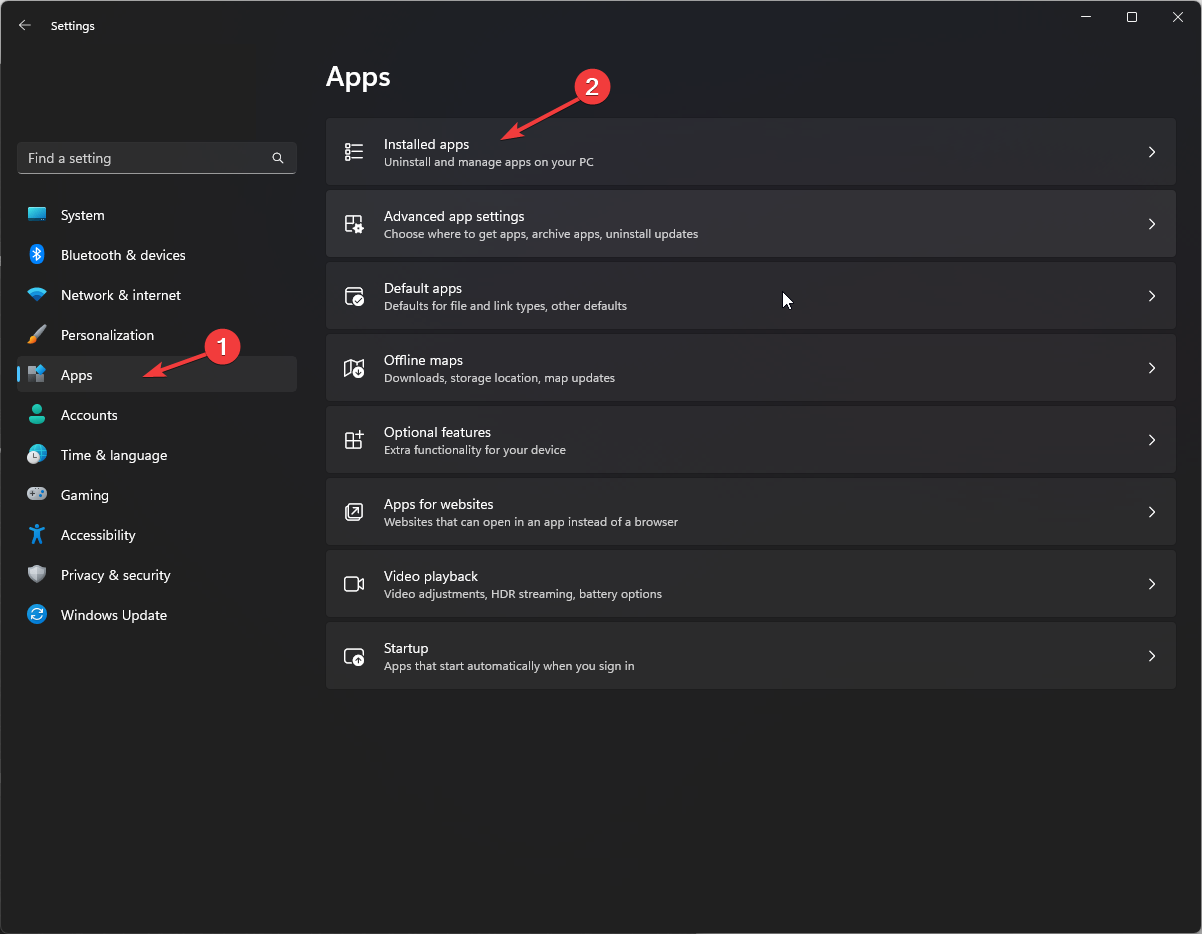 Settings
Apps
2
Installed apps
Uninstall and manage apps on your PC
Find a setting
System
Bluetooth & devices
Network & internet
Personalization
1
Apps
Accounts
Time & language
Gaming
Accessibility
Privacy & security
Windows Update
Advanced app settings
Choose where to get apps, archive apps, uninstall updates
Default apps
Defaults for file and link types, other defaults
Offline maps
Downloads, storage location, map updates
Optional features
Extra functionality for your device
Apps for websites
Websites that can open in an app instead of a browser
Video playback
Video adjustments, HDR streaming, battery options
Startup
Apps that start automatically when you sign in